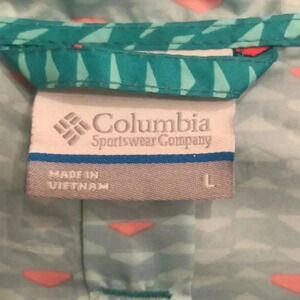 Columbia
Sportswear Company
MADE IN
VIETNAM
L